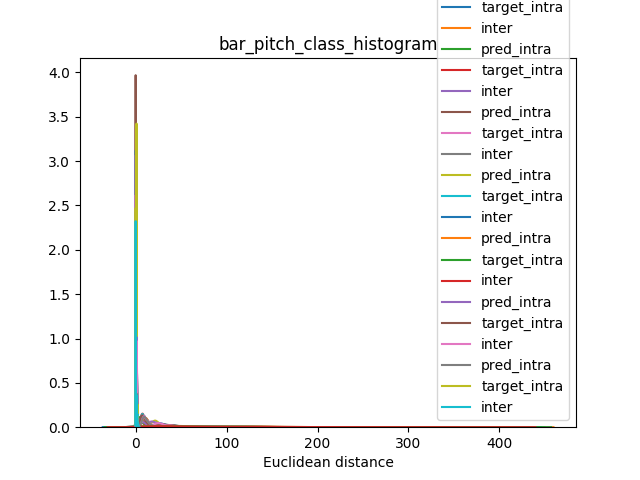 target_intra
inter
pred_intra
target_intra
inter
pred_intra
target_intra
inter
pred_intra
target_intra
inter
pred_intra
target_intra
inter
pred_intra
target_intra
inter
pred_intra
target_intra
inter
bar_pitch_class_histogram
4.0
3.5
3.0
2.5
2.0
1.5
1.0
0.5
0.0
0
100
200
300
400
Euclidean distance